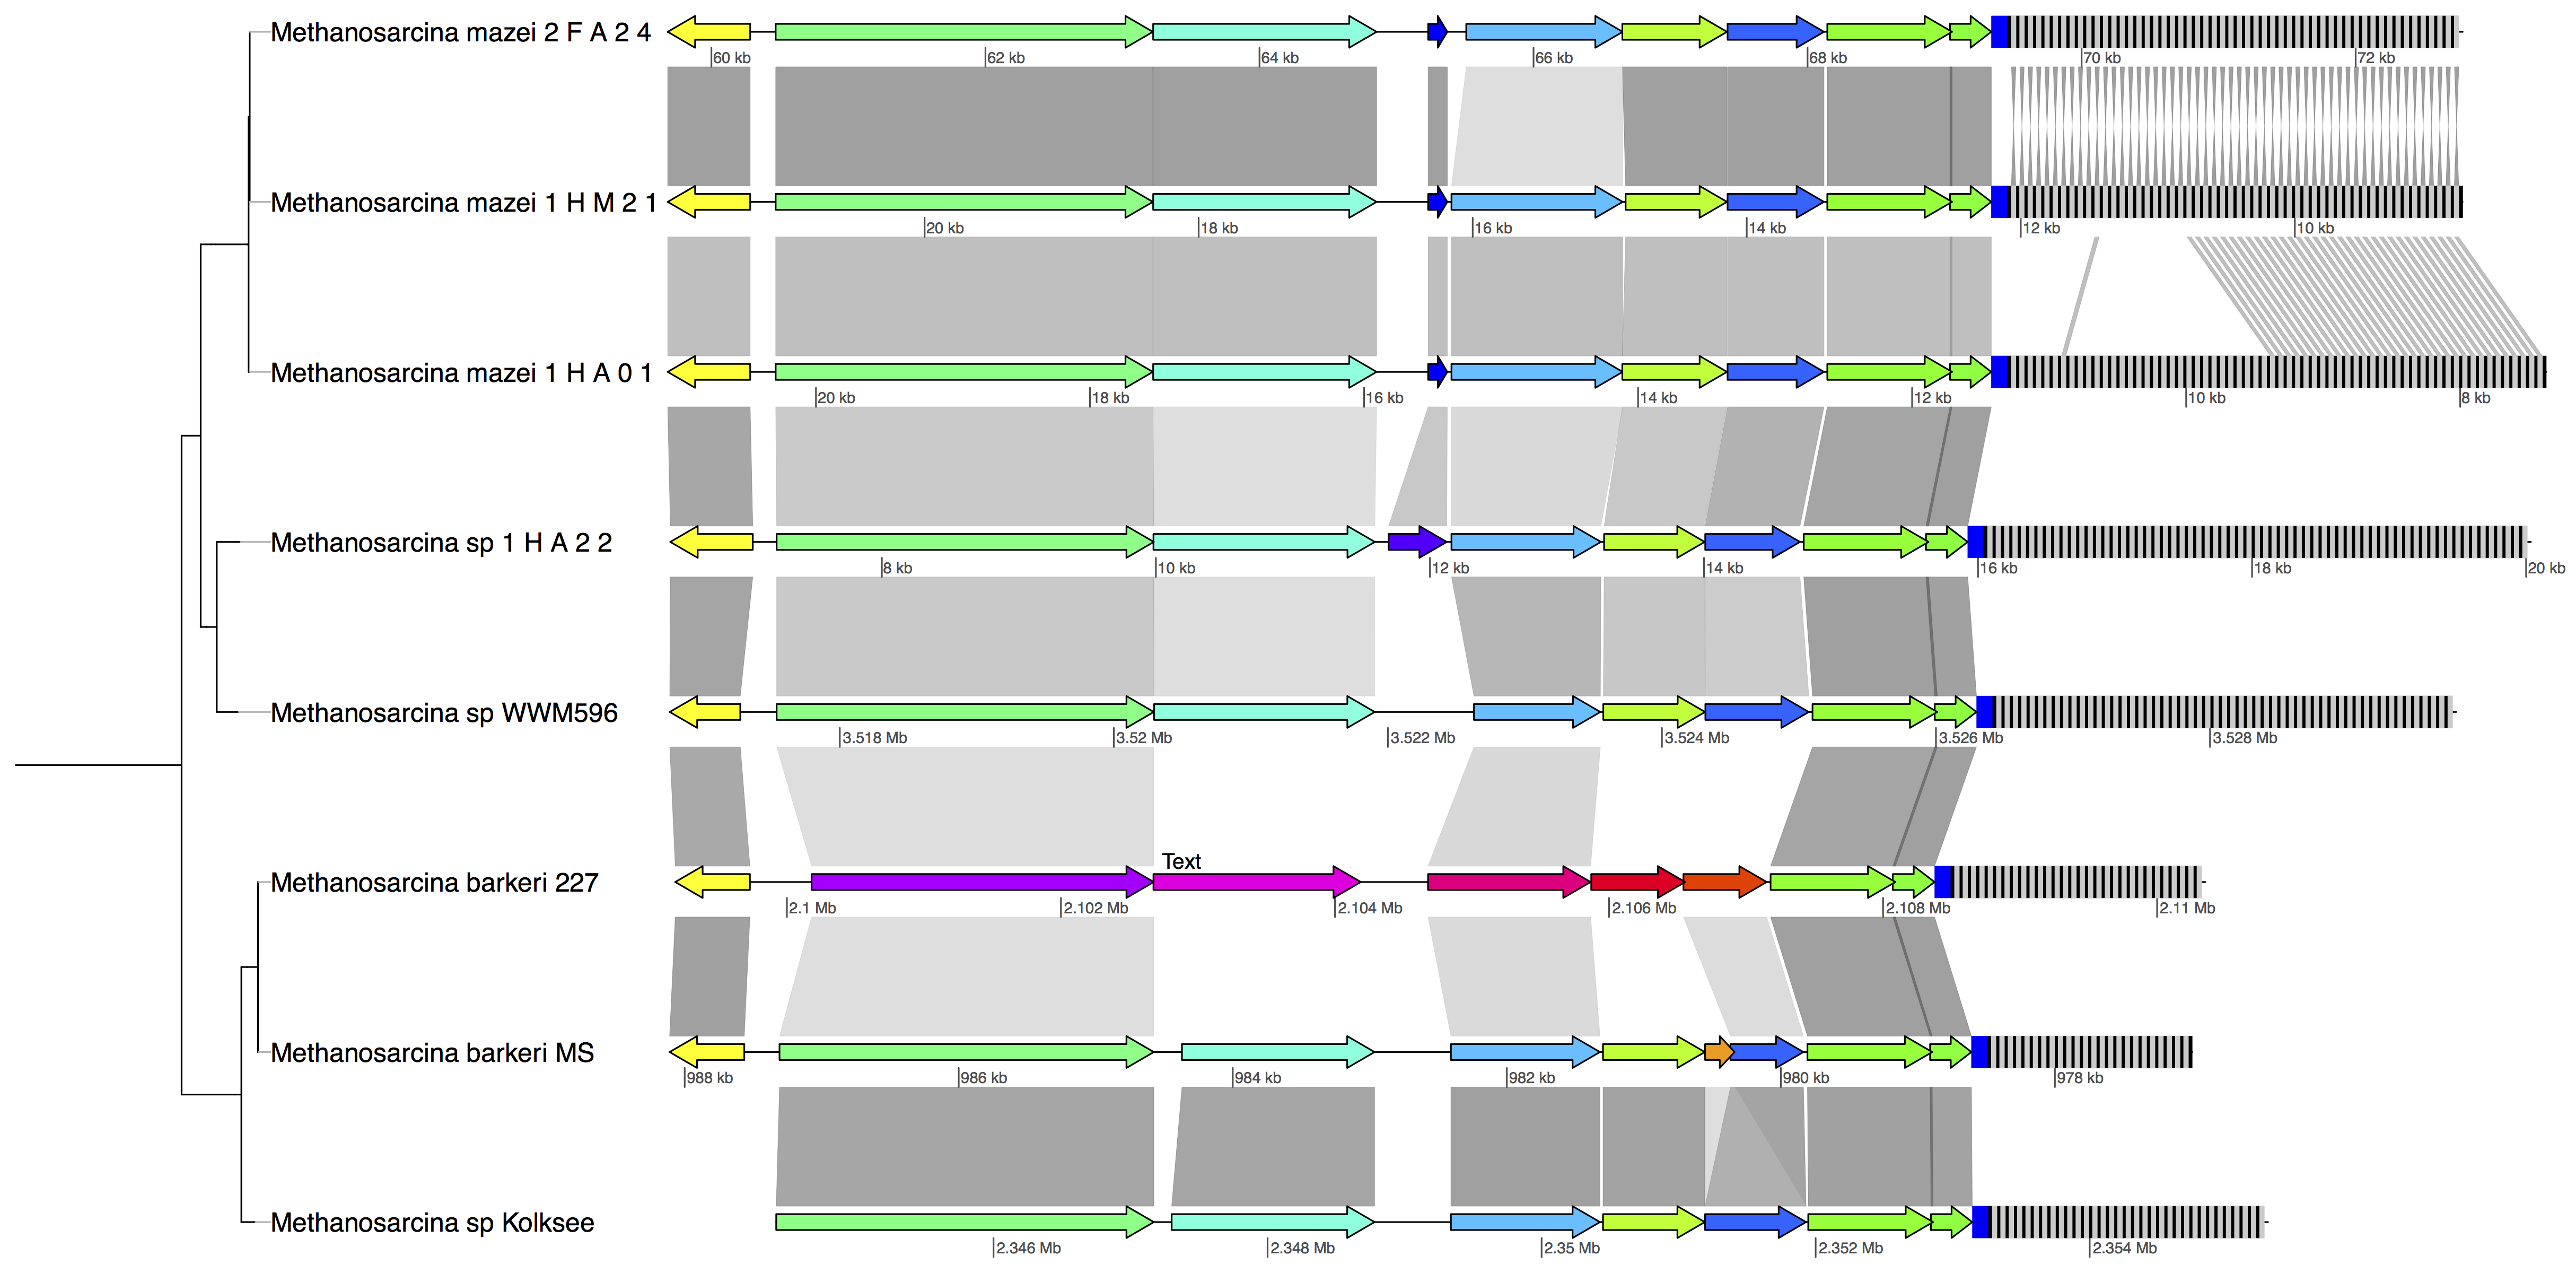 Methanosarcina mazei 2 F A 2 4
60 kb 62 kb 64 kb 66 kb 68 kb 70 kb 72 kb
Methanosarcina mazei 1 H M 2 1
20 kb 18 kb 16 kb 14 kb 12 kb 10 kb
Methanosarcina mazei 1 H A 0 1
20 kb 18 kb 16 kb 14 kb 12 kb 10 kb 8 kb
Methanosarcina sp 1 H A 2 2
8 kb 10 kb 12 kb 14 kb 16 kb 18 kb 20 kb
Methanosarcina sp WWM596
3.518 Mb 3.52 Mb 3.522 Mb 3.524 Mb 3.526 Mb 3.528 Mb
Text
Methanosarcina barkeri 227
2.1 Mb 2.102 Mb 2.104 Mb 2.106 Mb 2.108 Mb 2.11 Mb
Methanosarcina barkeri MS
988 kb 986 kb 984 kb 982 kb 980 kb 978 kb
Methanosarcina sp Kolksee
2.346 Mb 2.348 Mb 2.35 Mb 2.352 Mb 2.354 Mb